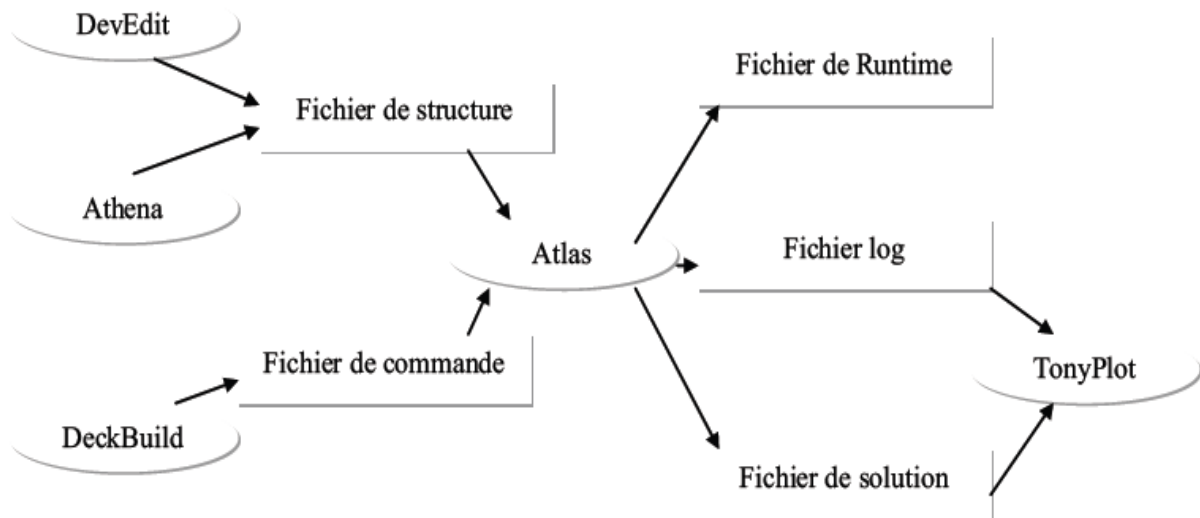 DevEdit
Fichier de Runtime
Fichier de structure
Athena
Atlas
Fichier log
Fichier de commande
TonyPlot
DeckBuild
Fichier de solution